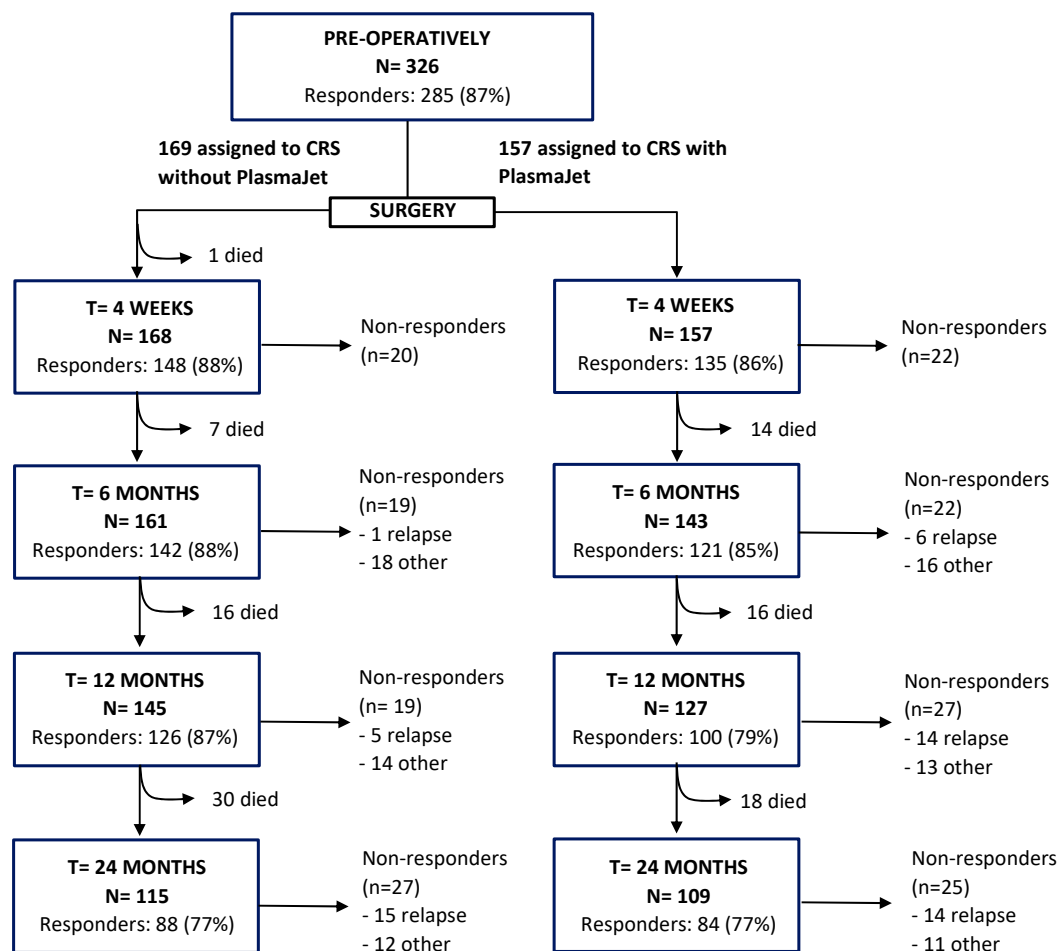 PRE-OPERATIVELY
N= 326
Responders: 285 (87%)
169 assigned to CRS
without PlasmaJet
157 assigned to CRS with
PlasmaJet
SURGERY
1 died
T= 4 WEEKS
N= 168
Responders: 148 (88%)
Non-responders
(n=20)
T= 4 WEEKS
N= 157
Responders: 135 (86%)
Non-responders
(n=22)
7 died
14 died
T= 6 MONTHS
N= 161
Responders: 142 (88%)
Non-responders
(n=19)
- 1 relapse
- 18 other
T= 6 MONTHS
N= 143
Responders: 121 (85%)
Non-responders
(n=22)
- 6 relapse
- 16 other
16 died
16 died
T= 12 MONTHS
N= 145
Responders: 126 (87%)
Non-responders
(n= 19)
- 5 relapse
- 14 other
T= 12 MONTHS
N= 127
Responders: 100 (79%)
Non-responders
(n=27)
- 14 relapse
- 13 other
30 died
18 died
T= 24 MONTHS
N= 115
Responders: 88 (77%)
Non-responders
(n=27)
- 15 relapse
- 12 other
T= 24 MONTHS
N= 109
Responders: 84 (77%)
Non-responders
(n=25)
- 14 relapse
- 11 other